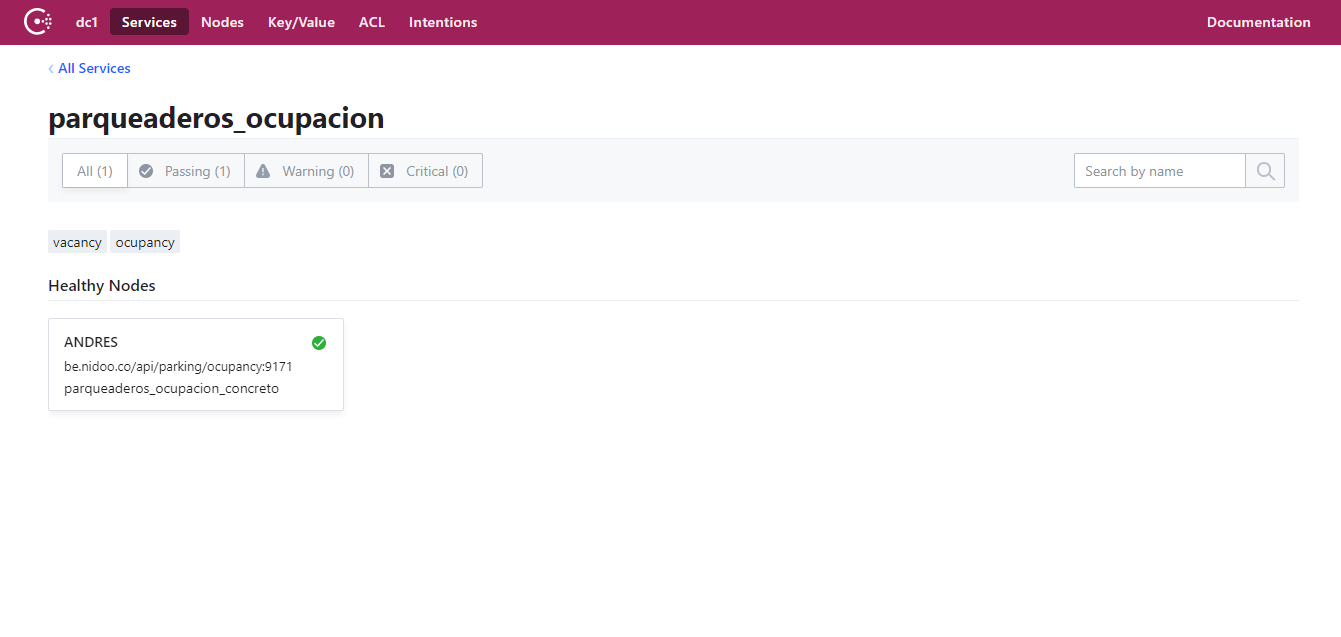 dc1 Services Nodes Key/Value ACL Intentions Documentation
‹ All Services
parqueaderos_ocupacion
All (1) Passing (1) Warning (0) Critical (0) Search by name
vacancy ocupancy
Healthy Nodes
ANDRES
be.nidoo.co/api/parking/ocupancy:9171
parqueaderos_ocupacion_concreto